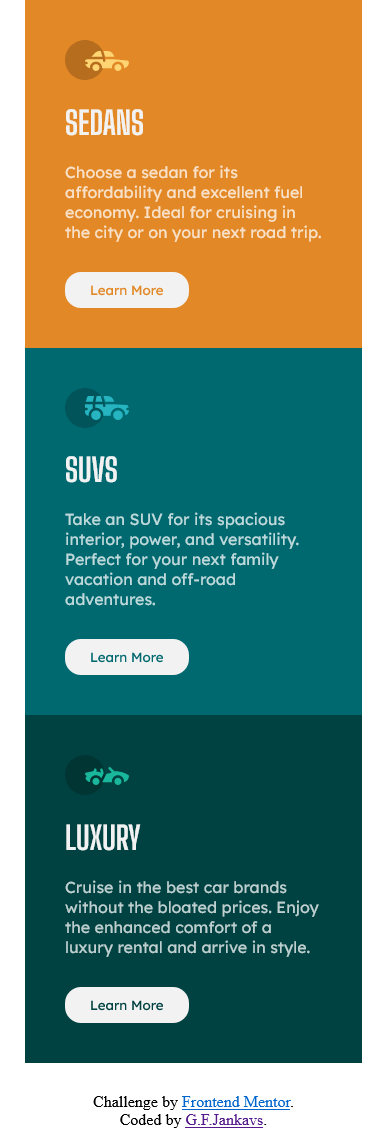 SEDANS
Choose a sedan for its
affordability and excellent fuel
economy. Ideal for cruising in
the city or on your next road trip.
Learn More
SUVS
Take an SUV for its spacious
interior, power, and versatility.
Perfect for your next family
vacation and off-road
adventures.
Learn More
LUXURY
Cruise in the best car brands
without the bloated prices. Enjoy
the enhanced comfort of a
luxury rental and arrive in style.
Learn More
Challenge by Frontend Mentor.
Coded by G.F.Jankavs.